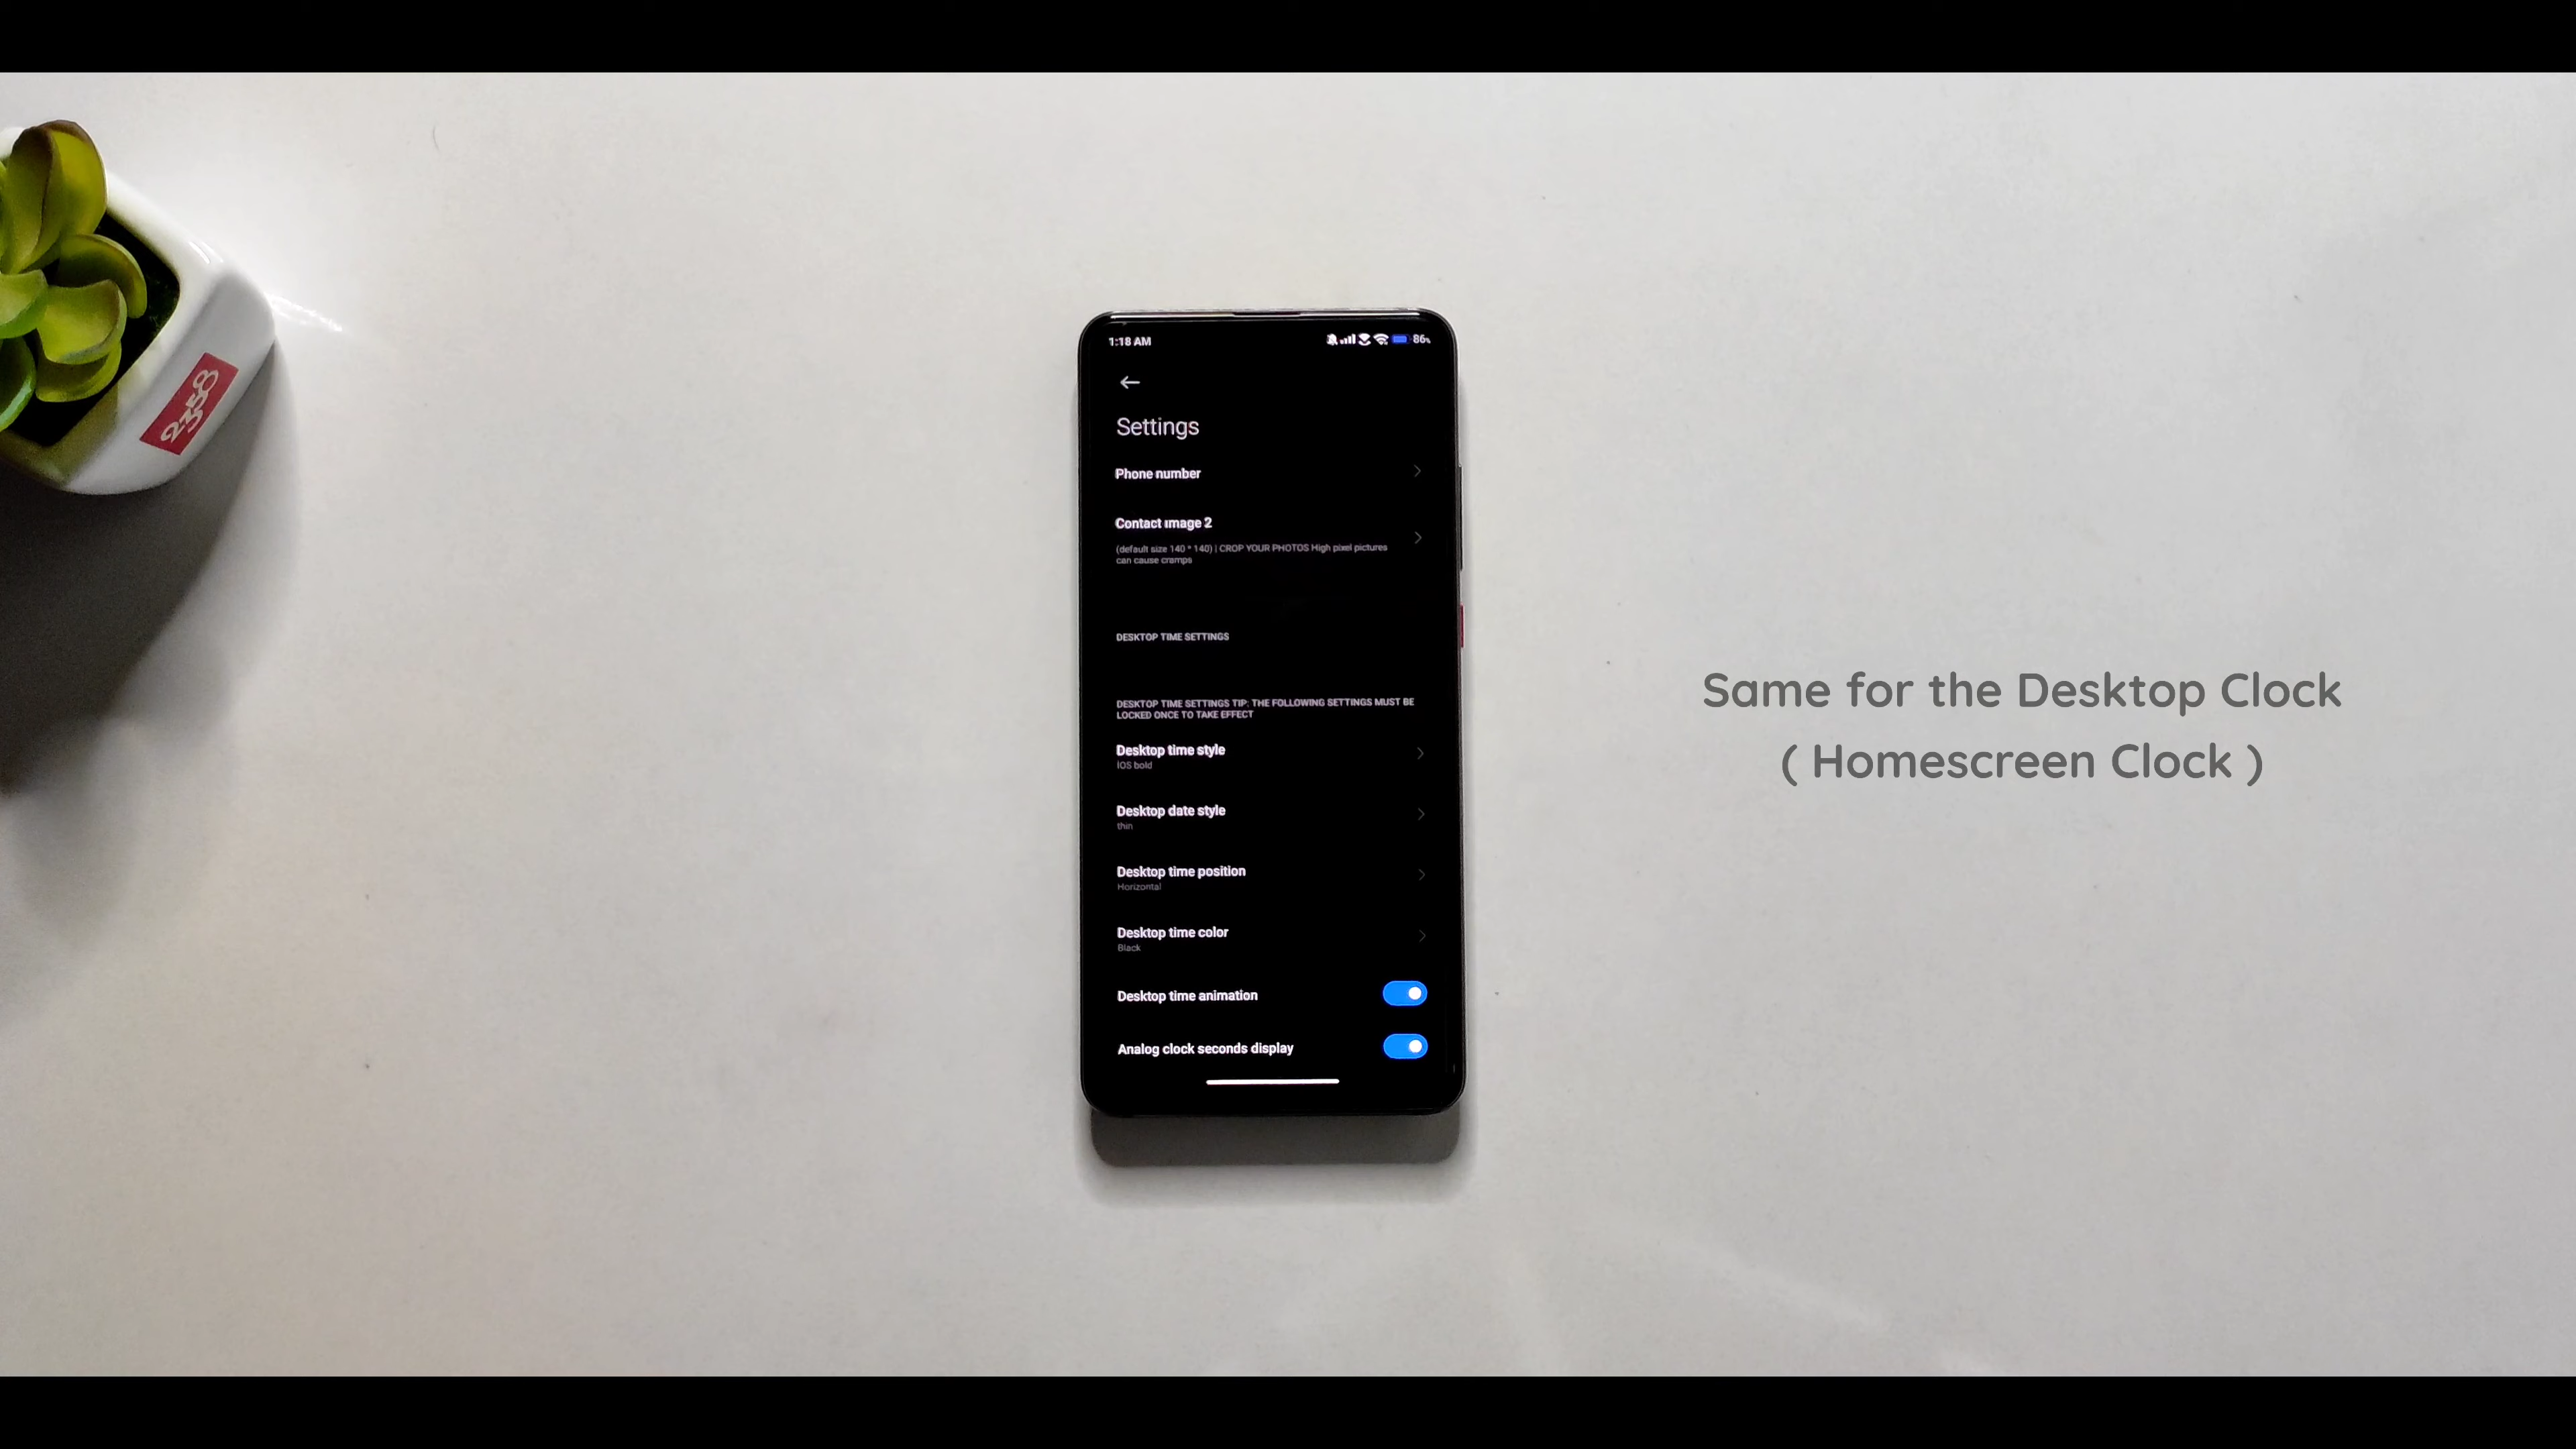 2358
1:18 AM
86%
Settings
Phone number
Contact image 2
(default size 140 * 140) | CROP YOUR PHOTOS High pixel pictures
can cause cramps
DESKTOP TIME SETTINGS
DESKTOP TIME SETTINGS TIP: THE FOLLOWING SETTINGS MUST BE
LOCKED ONCE TO TAKE EFFECT
Desktop time style
iOS bold
Desktop date style
thin
Desktop time position
Horizontal
Desktop time color
Black
Desktop time animation
Analog clock seconds display
Same for the Desktop Clock
( Homescreen Clock )